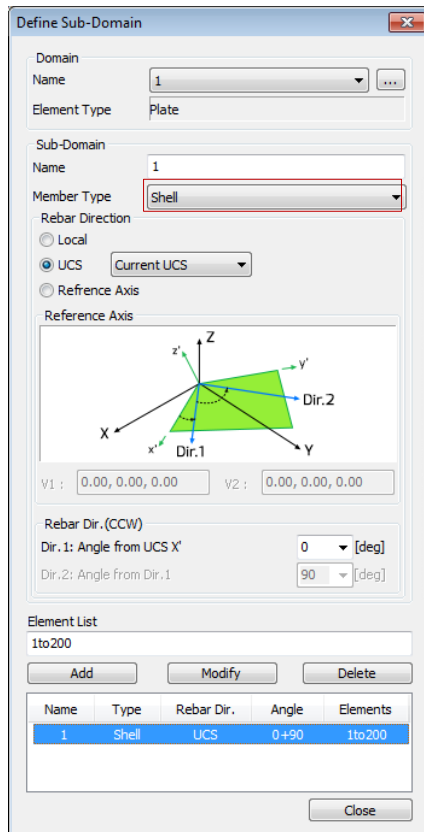 Define Sub-Domain
Domain
Name 1 ...
Element Type Plate
Sub-Domain
Name 1
Member Type Shell
Rebar Direction
Local
UCS Current UCS
Refrence Axis
Reference Axis
Z
z'
y'
Dir.2
X
x' Dir.1 Y
V1 : 0.00, 0.00, 0.00 V2 : 0.00, 0.00, 0.00
Rebar Dir.(CCW)
Dir.1: Angle from UCS X' 0 [deg]
Dir.2: Angle from Dir.1 90 [deg]
Element List
1to200
Add Modify Delete
Name Type Rebar Dir. Angle Elements
1 Shell UCS 0+90 1to200
Close